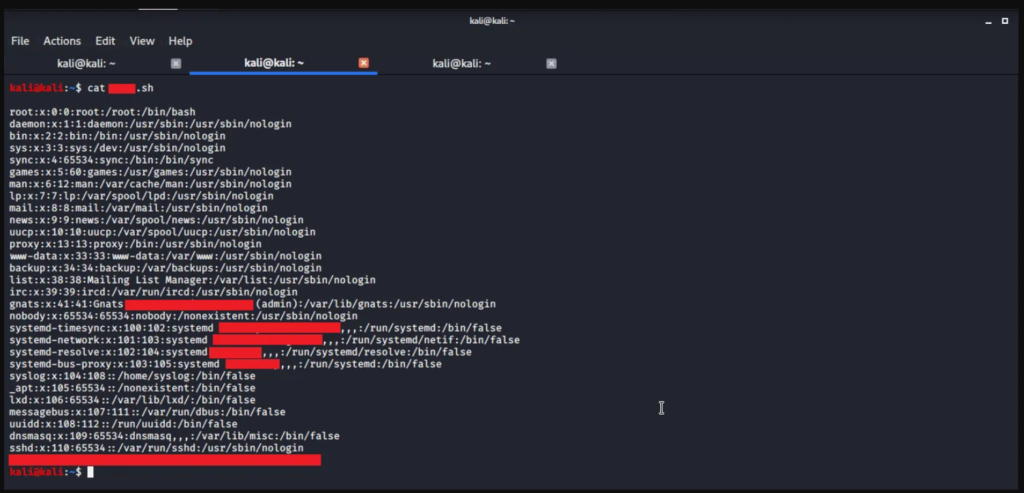 kali@kali: ~
File Actions Edit View Help
kali@kali: ~ kali@kali: ~ kali@kali: ~
kali@kali:~$ cat .sh
root:x:0:0:root:/root:/bin/bash
daemon:x:1:1:daemon:/usr/sbin:/usr/sbin/nologin
bin:x:2:2:bin:/bin:/usr/sbin/nologin
sys:x:3:3:sys:/dev:/usr/sbin/nologin
sync:x:4:65534:sync:/bin:/bin/sync
games:x:5:60:games:/usr/games:/usr/sbin/nologin
man:x:6:12:man:/var/cache/man:/usr/sbin/nologin
lp:x:7:7:lp:/var/spool/lpd:/usr/sbin/nologin
mail:x:8:8:mail:/var/mail:/usr/sbin/nologin
news:x:9:9:news:/var/spool/news:/usr/sbin/nologin
uucp:x:10:10:uucp:/var/spool/uucp:/usr/sbin/nologin
proxy:x:13:13:proxy:/bin:/usr/sbin/nologin
www-data:x:33:33:www-data:/var/www:/usr/sbin/nologin
backup:x:34:34:backup:/var/backups:/usr/sbin/nologin
list:x:38:38:Mailing List Manager:/var/list:/usr/sbin/nologin
irc:x:39:39:ircd:/var/run/ircd:/usr/sbin/nologin
gnats:x:41:41:Gnats (admin):/var/lib/gnats:/usr/sbin/nologin
nobody:x:65534:65534:nobody:/nonexistent:/usr/sbin/nologin
systemd-timesync:x:100:102:systemd ,,,:/run/systemd:/bin/false
systemd-network:x:101:103:systemd ,,,:/run/systemd/netif:/bin/false
systemd-resolve:x:102:104:systemd ,,,:/run/systemd/resolve:/bin/false
systemd-bus-proxy:x:103:105:systemd ,,,:/run/systemd:/bin/false
syslog:x:104:108::/home/syslog:/bin/false
_apt:x:105:65534::/nonexistent:/bin/false
lxd:x:106:65534::/var/lib/lxd/:/bin/false
messagebus:x:107:111::/var/run/dbus:/bin/false
uuidd:x:108:112::/run/uuidd:/bin/false
dnsmasq:x:109:65534:dnsmasq,,,:/var/lib/misc:/bin/false
sshd:x:110:65534::/var/run/sshd:/usr/sbin/nologin
kali@kali:~$